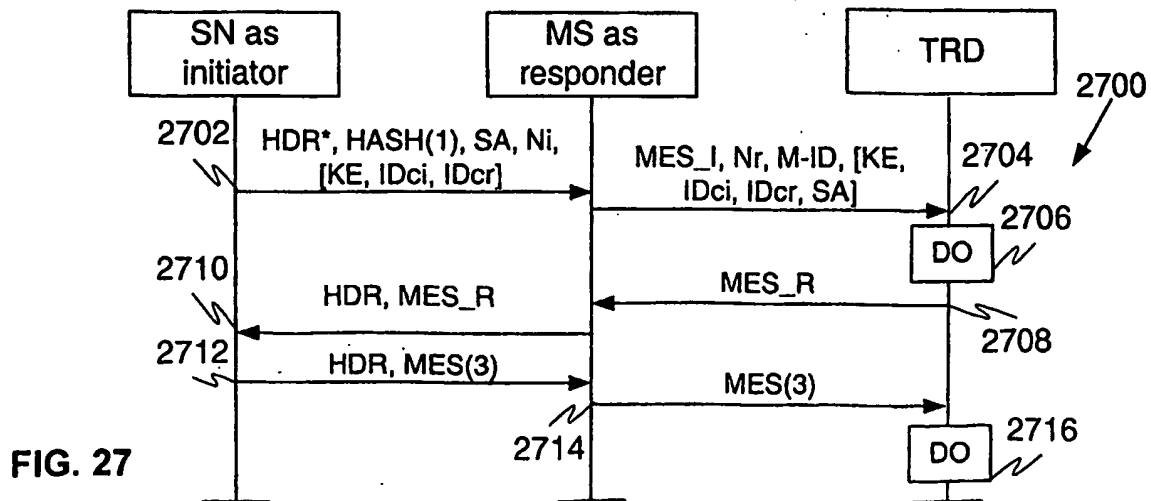 SN as
initiator
MS as
responder
TRD
2700
2702
HDR*, HASH(1), SA, Ni,
[KE, IDci, IDcr]
MES_I, Nr, M-ID, [KE,
IDci, IDcr, SA]
2704
2706
DO
2710
HDR, MES_R
MES_R
2708
2712
HDR, MES(3)
MES(3)
2714
2716
DO
FIG. 27